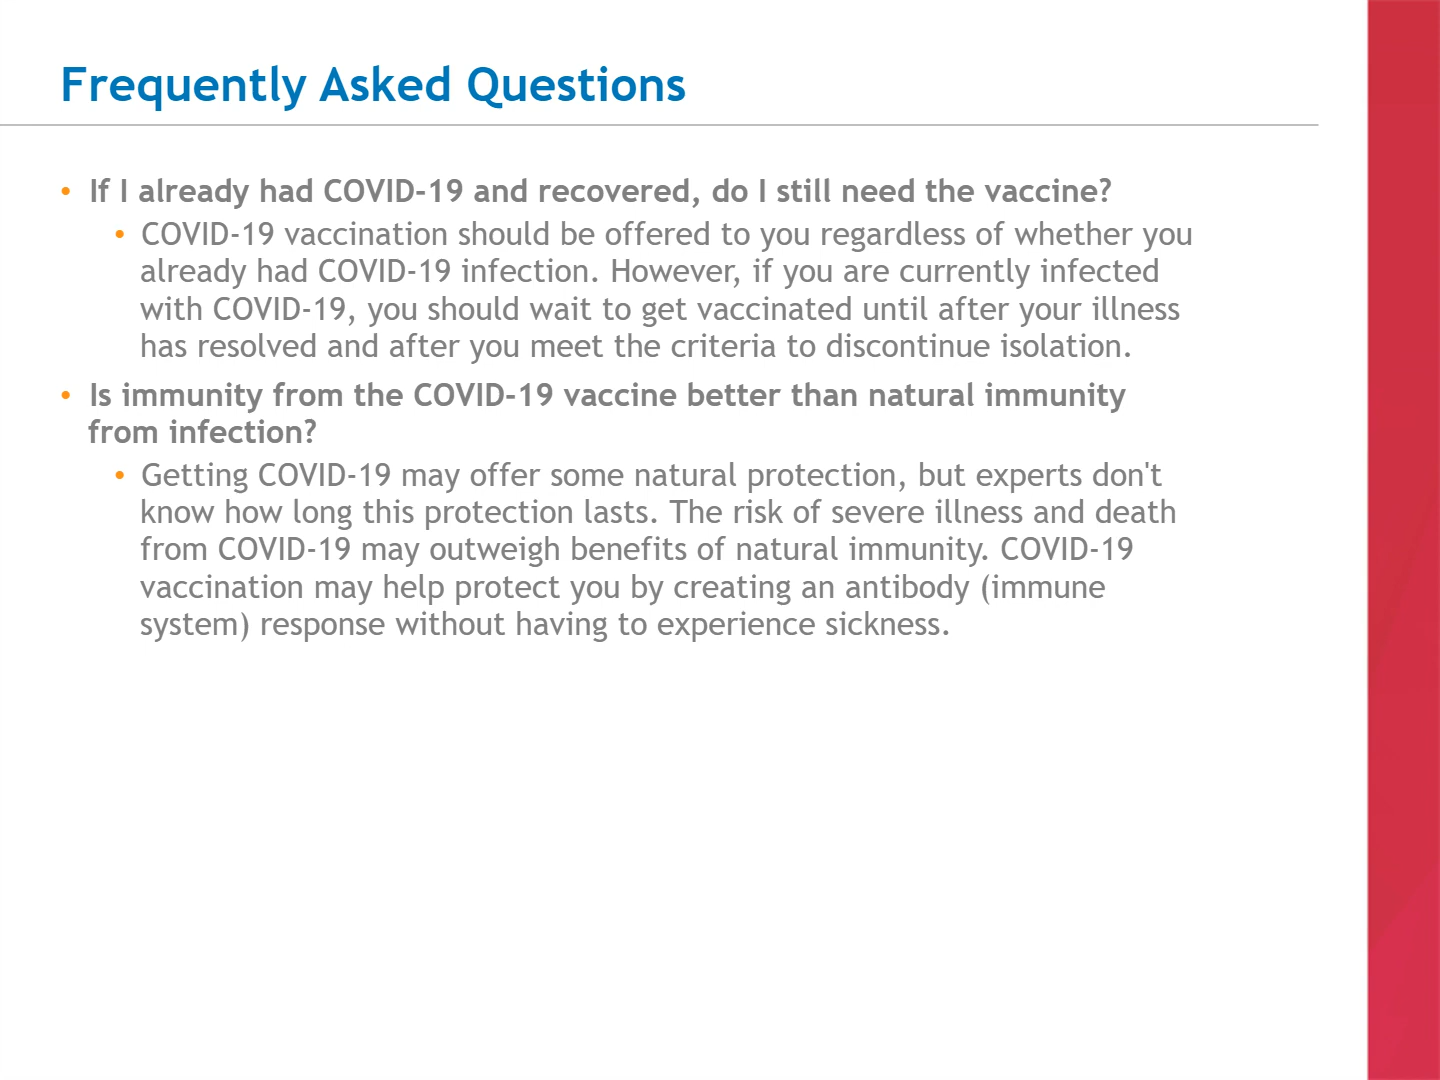 Frequently Asked Questions
• If I already had COVID-19 and recovered, do I still need the vaccine?
• COVID-19 vaccination should be offered to you regardless of whether you
already had COVID-19 infection. However, if you are currently infected
with COVID-19, you should wait to get vaccinated until after your illness
has resolved and after you meet the criteria to discontinue isolation.
• Is immunity from the COVID-19 vaccine better than natural immunity
from infection?
• Getting COVID-19 may offer some natural protection, but experts don't
know how long this protection lasts. The risk of severe illness and death
from COVID-19 may outweigh benefits of natural immunity. COVID-19
vaccination may help protect you by creating an antibody (immune
system) response without having to experience sickness.